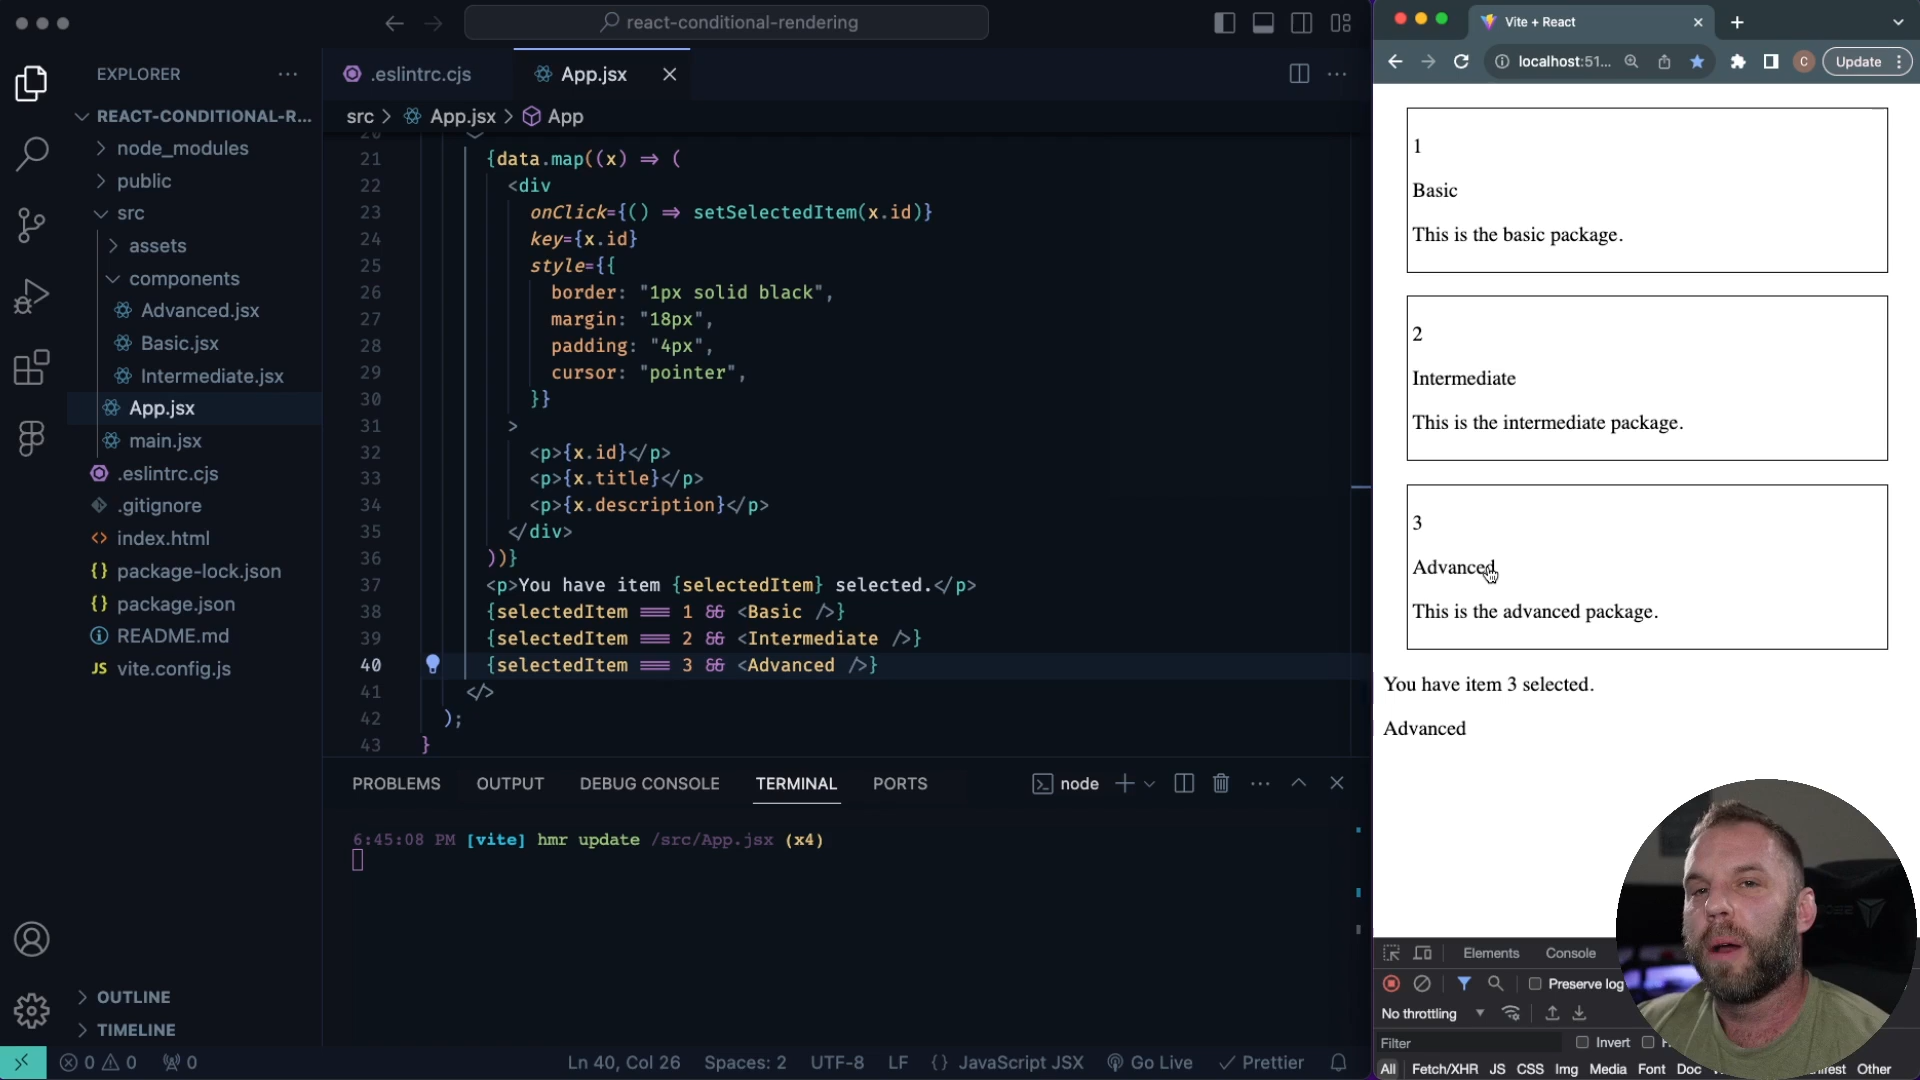 react-conditional-rendering
EXPLORER
REACT-CONDITIONAL-R...
node_modules
public
src
assets
components
Advanced.jsx
Basic.jsx
Intermediate.jsx
App.jsx
main.jsx
.eslintrc.cjs
.gitignore
index.html
package-lock.json
package.json
README.md
vite.config.js
OUTLINE
TIMELINE
.eslintrc.cjs
App.jsx
src > App.jsx > App
20 <>
21 {data.map((x) => (
22 <div
23 onClick={() => setSelectedItem(x.id)}
24 key={x.id}
25 style={{
26 border: "1px solid black",
27 margin: "18px",
28 padding: "4px",
29 cursor: "pointer",
30 }}
31 >
32 <p>{x.id}</p>
33 <p>{x.title}</p>
34 <p>{x.description}</p>
35 </div>
36 ))}
37 <p>You have item {selectedItem} selected.</p>
38 {selectedItem === 1 && <Basic />}
39 {selectedItem === 2 && <Intermediate />}
40 {selectedItem === 3 && <Advanced />}
41 </>
42 );
43 }
PROBLEMS OUTPUT DEBUG CONSOLE TERMINAL PORTS
node
6:45:08 PM [vite] hmr update /src/App.jsx (x4)
0 0 0
Ln 40, Col 26 Spaces: 2 UTF-8 LF {} JavaScript JSX Go Live Prettier
Vite + React
localhost:51...
C
Update
1
Basic
This is the basic package.
2
Intermediate
This is the intermediate package.
3
Advanced
This is the advanced package.
You have item 3 selected.
Advanced
Elements Console
Preserve log
No throttling
Filter
Invert
All Fetch/XHR JS CSS Img Media Font Doc
Other